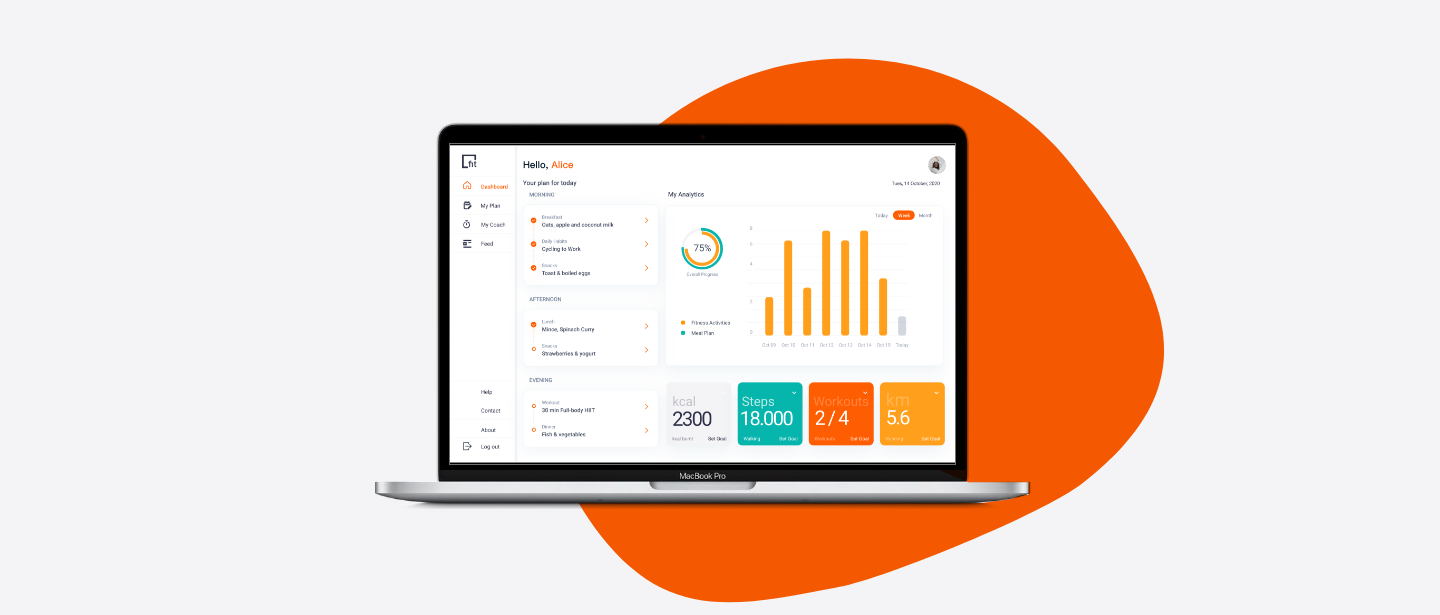 fit
Hello, Alice
Dashboard
My Plan
My Coach
Feed
Help
Contact
About
Log out
Your plan for today
MORNING
Breakfast
Oats, apple and coconut milk
Daily Habits
Cycling to Work
Snacks
Toast & boiled eggs
AFTERNOON
Lunch
Mince, Spinach Curry
Snacks
Strawberries & yogurt
EVENING
Workout
30 min Full-body HIIT
Dinner
Fish & vegetables
Tues, 14 October, 2020
My Analytics
Today Week Month
75%
Overall Progress
Fitness Activities
Meal Plan
8
6
4
2
0
Oct 09 Oct 10 Oct 11 Oct 12 Oct 13 Oct 14 Oct 15 Today
kcal
2300
kcal burnt Set Goal
Steps
18.000
Walking Set Goal
Workouts
2 / 4
Workouts Set Goal
km
5.6
Set Goal
MacBook Pro